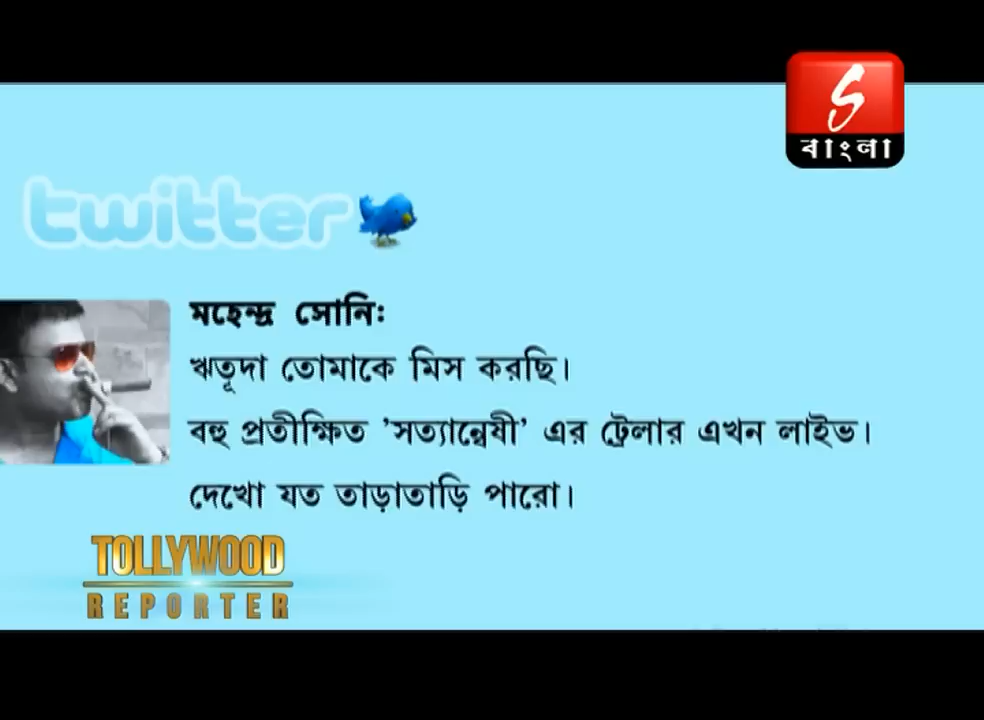 S
বাংলা
twitter
মহেন্দ্র সোনি:
ঋতূদা তোমাকে মিস করছি।
বহু প্রতীক্ষিত 'সত্যান্বেষী' এর ট্রেলার এখন লাইভ।
দেখো যত তাড়াতাড়ি পারো।
TOLLYWOOD
REPORTER